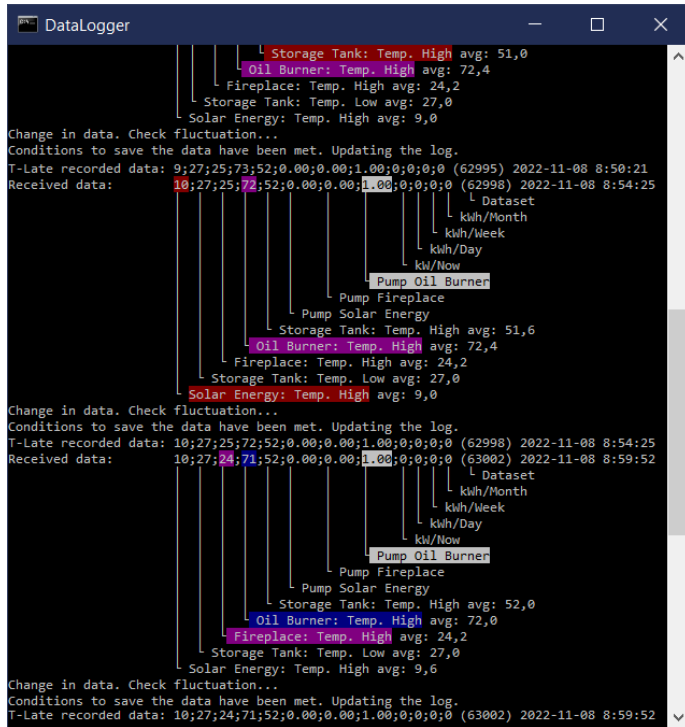 DataLogger
Storage Tank: Temp. High avg: 51,0
Oil Burner: Temp. High avg: 72,4
Fireplace: Temp. High avg: 24,2
Storage Tank: Temp. Low avg: 27,0
Solar Energy: Temp. High avg: 9,0
Change in data. Check fluctuation...
Conditions to save the data have been met. Updating the log.
T-Late recorded data: 9;27;25;73;52;0.00;0.00;1.00;0;0;0;0 (62995) 2022-11-08 8:50:21
Received data: 10;27;25;72;52;0.00;0.00;1.00;0;0;0;0 (62998) 2022-11-08 8:54:25
Dataset
kWh/Month
kWh/Week
kWh/Day
kW/Now
Pump Oil Burner
Pump Fireplace
Pump Solar Energy
Storage Tank: Temp. High avg: 51,6
Oil Burner: Temp. High avg: 72,4
Fireplace: Temp. High avg: 24,2
Storage Tank: Temp. Low avg: 27,0
Solar Energy: Temp. High avg: 9,0
Change in data. Check fluctuation...
Conditions to save the data have been met. Updating the log.
T-Late recorded data: 10;27;25;72;52;0.00;0.00;1.00;0;0;0;0 (62998) 2022-11-08 8:54:25
Received data: 10;27;24;71;52;0.00;0.00;1.00;0;0;0;0 (63002) 2022-11-08 8:59:52
Dataset
kWh/Month
kWh/Week
kWh/Day
kW/Now
Pump Oil Burner
Pump Fireplace
Pump Solar Energy
Storage Tank: Temp. High avg: 52,0
Oil Burner: Temp. High avg: 72,0
Fireplace: Temp. High avg: 24,2
Storage Tank: Temp. Low avg: 27,0
Solar Energy: Temp. High avg: 9,6
Change in data. Check fluctuation...
Conditions to save the data have been met. Updating the log.
T-Late recorded data: 10;27;24;71;52;0.00;0.00;1.00;0;0;0;0 (63002) 2022-11-08 8:59:52